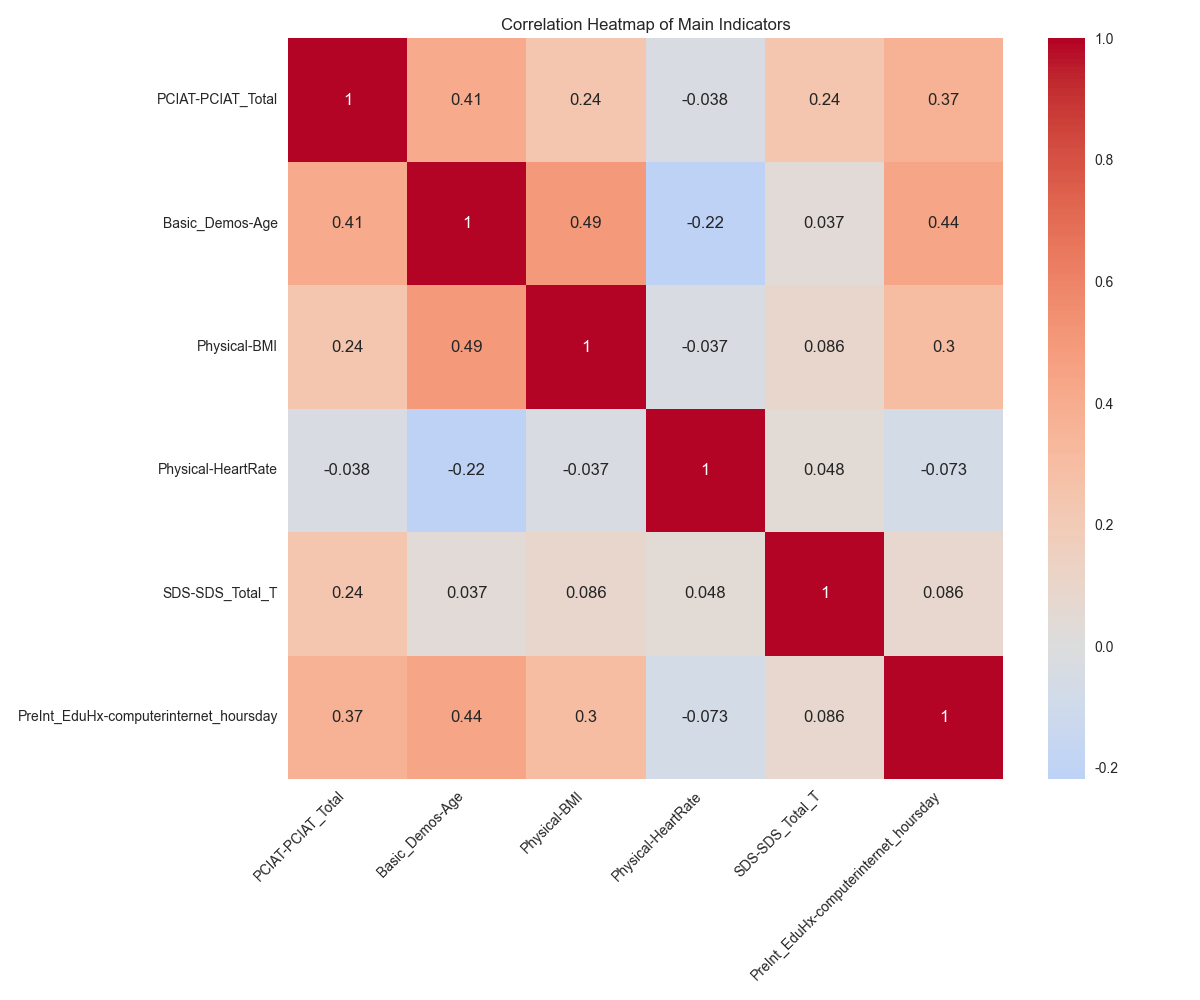 Correlation Heatmap of Main Indicators
PCIAT-PCIAT_Total 1 0.41 0.24 -0.038 0.24 0.37
Basic_Demos-Age 0.41 1 0.49 -0.22 0.037 0.44
Physical-BMI 0.24 0.49 1 -0.037 0.086 0.3
Physical-HeartRate -0.038 -0.22 -0.037 1 0.048 -0.073
SDS-SDS_Total_T 0.24 0.037 0.086 0.048 1 0.086
PreInt_EduHx-computerinternet_hoursday 0.37 0.44 0.3 -0.073 0.086 1
PCIAT-PCIAT_Total
Basic_Demos-Age
Physical-BMI
Physical-HeartRate
SDS-SDS_Total_T
PreInt_EduHx-computerinternet_hoursday
1.0
0.8
0.6
0.4
0.2
0.0
-0.2